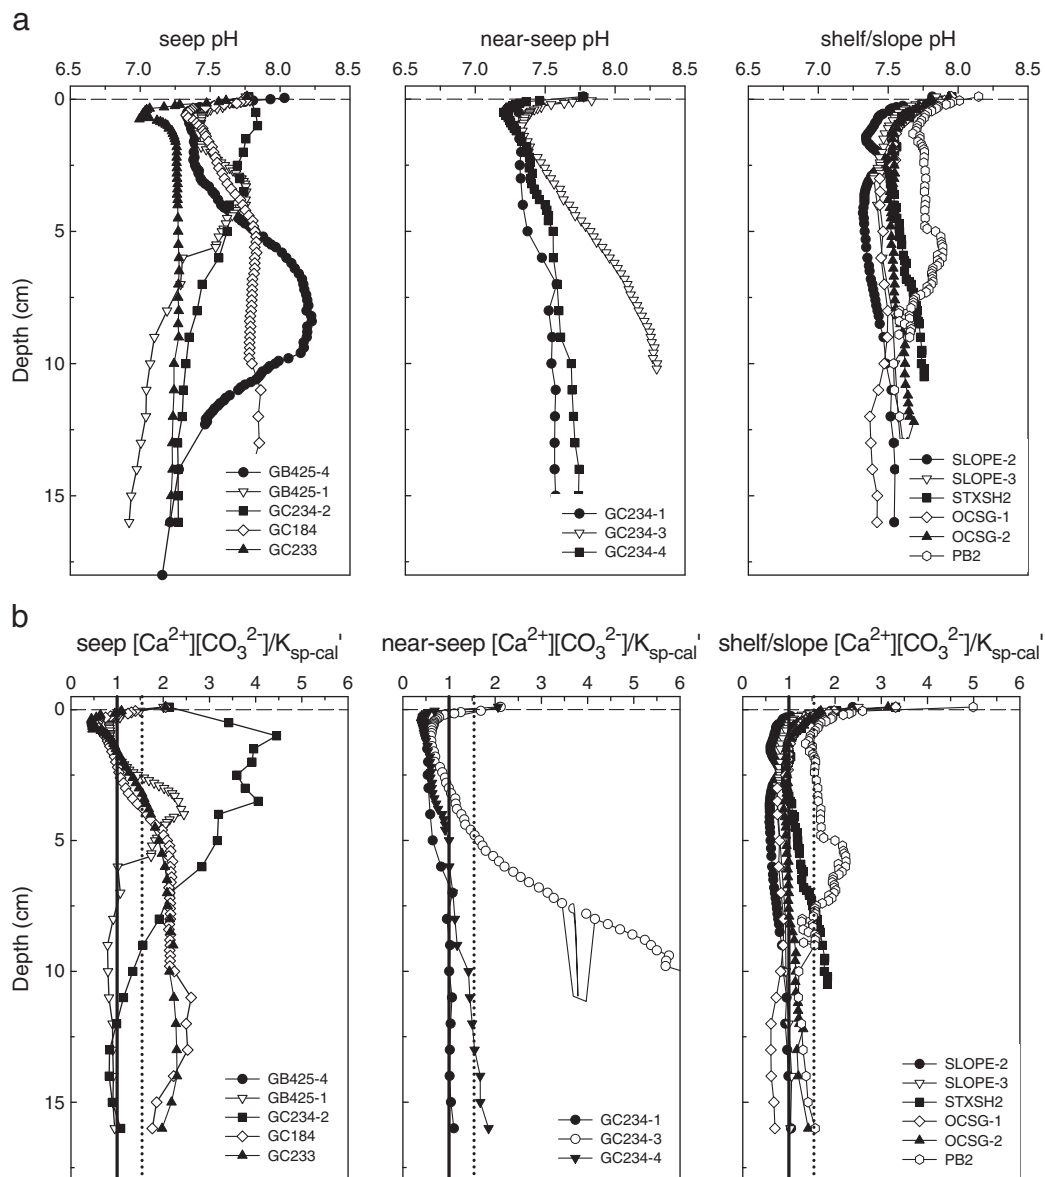 a
seep pH
near-seep pH
shelf/slope pH
6.5 7.0 7.5 8.0 8.5
6.5 7.0 7.5 8.0 8.5
6.5 7.0 7.5 8.0 8.5
0
5
10
15
Depth (cm)
GB425-4
GB425-1
GC234-2
GC184
GC233
GC234-1
GC234-3
GC234-4
SLOPE-2
SLOPE-3
STXSH2
OCSG-1
OCSG-2
PB2
b
seep [Ca²⁺][CO₃²⁻]/Ksp-cal'
near-seep [Ca²⁺][CO₃²⁻]/Ksp-cal'
shelf/slope [Ca²⁺][CO₃²⁻]/Ksp-cal'
0 1 2 3 4 5 6
0 1 2 3 4 5 6
0 1 2 3 4 5 6
0
5
10
15
Depth (cm)
GB425-4
GB425-1
GC234-2
GC184
GC233
GC234-1
GC234-3
GC234-4
SLOPE-2
SLOPE-3
STXSH2
OCSG-1
OCSG-2
PB2